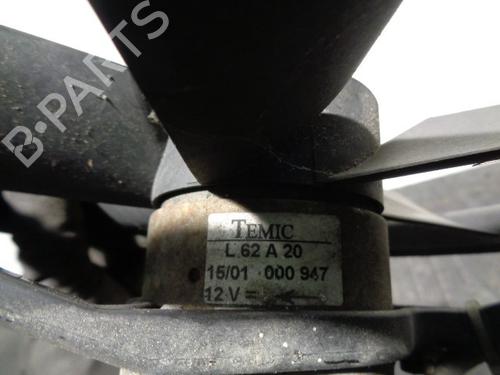 B-PARTS
TEMIC
L 62 A 20
15/01 000 947
12 V =